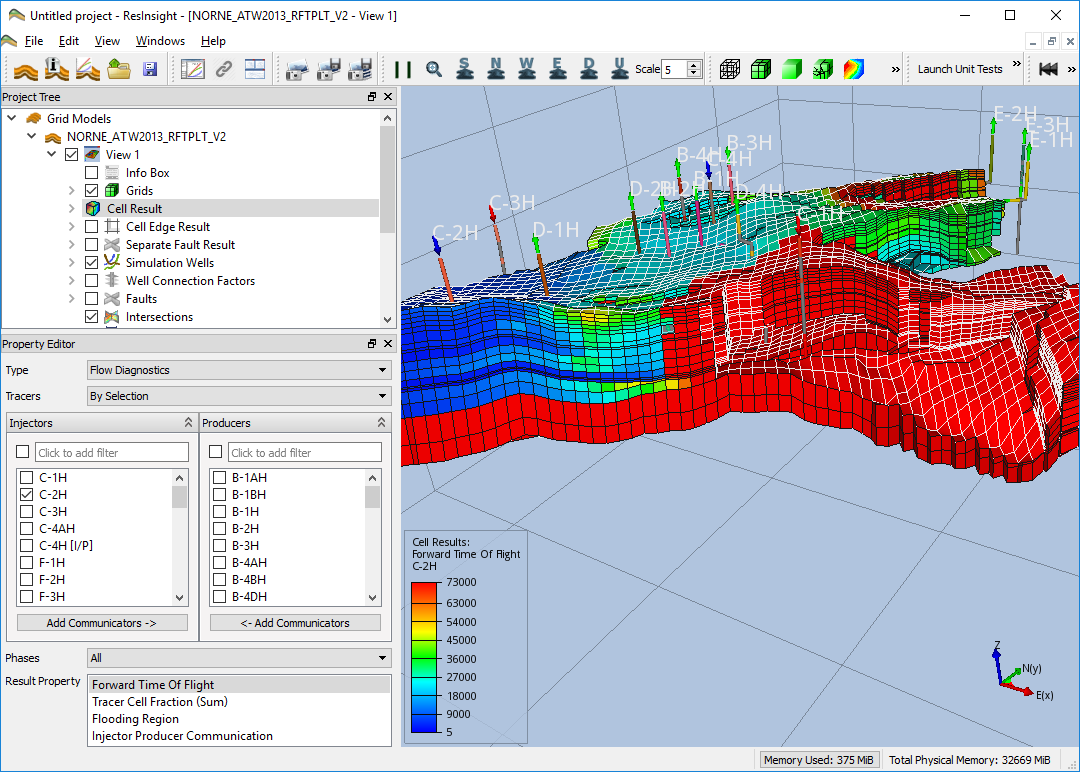 Untitled project - ResInsight - [NORNE_ATW2013_RFTPLT_V2 - View 1]
File Edit View Windows Help
S N W E D U Scale 5 Launch Unit Tests » »
Project Tree
Grid Models
NORNE_ATW2013_RFTPLT_V2
View 1
Info Box
Grids
Cell Result
Cell Edge Result
Separate Fault Result
Simulation Wells
Well Connection Factors
Faults
Intersections
Property Editor
Type Flow Diagnostics
Tracers By Selection
Injectors Producers
Click to add filter Click to add filter
C-1H B-1AH
C-2H B-1BH
C-3H B-1H
C-4AH B-2H
C-4H [I/P] B-3H
F-1H B-4AH
F-2H B-4BH
F-3H B-4DH
Add Communicators -> <- Add Communicators
Phases All
Result Property Forward Time Of Flight
Tracer Cell Fraction (Sum)
Flooding Region
Injector Producer Communication
E-2H
E-3H
E-1H
B-3H
B-4H
C-4H
B-1H
D-2H
B-2H
D-4H
C-3H
C-1H
C-2H
D-1H
Cell Results:
Forward Time Of Flight
C-2H
73000
63000
54000
45000
36000
27000
18000
9000
5
Z
N(y)
E(x)
Memory Used: 375 MiB Total Physical Memory: 32669 MiB